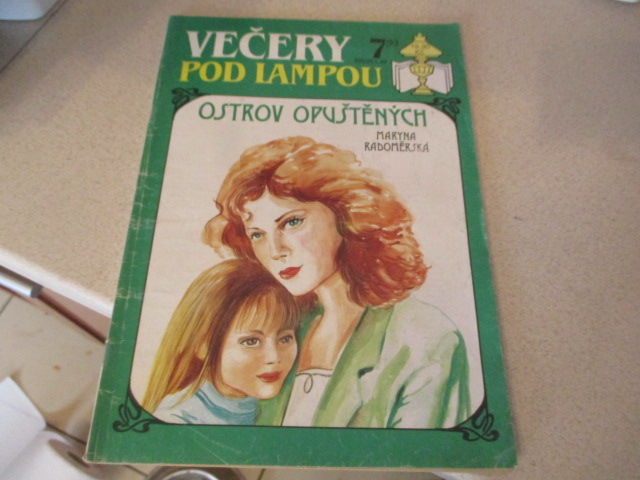 VEČERY
POD LAMPOU
7
OSTROV OPUŠTĚNÝCH
MARYNA
RADOMĚRSKÁ